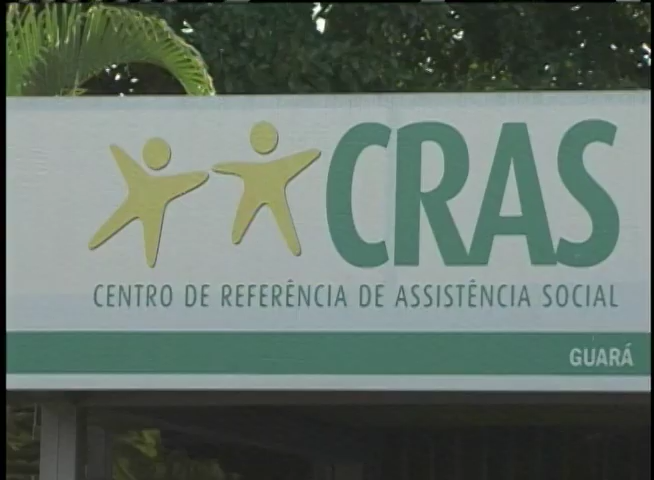 CRAS
CENTRO DE REFERÊNCIA DE ASSISTÊNCIA SOCIAL
GUARÁ